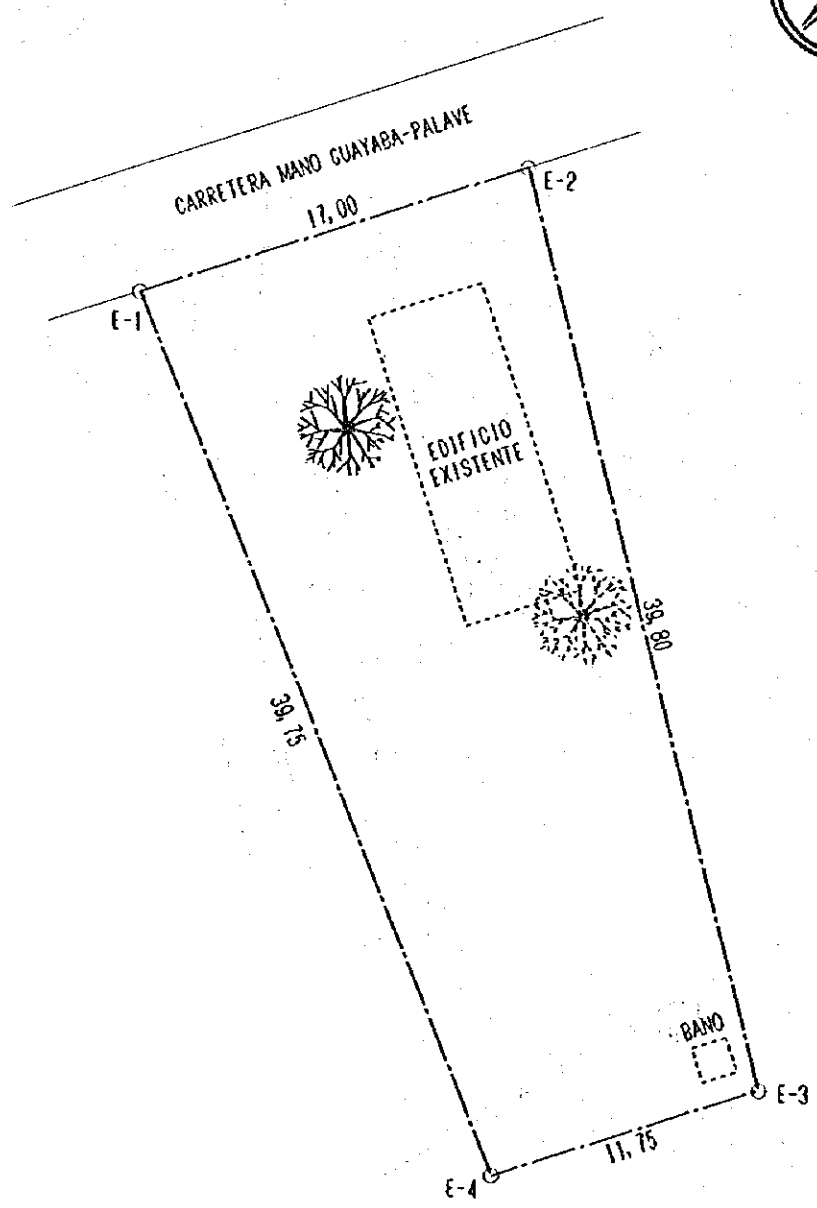 CARRETERA MANO GUAYABA-PALAVE
17,00
E-2
E-1
EDIFICIO
EXISTENTE
39,80
39,75
BANO
E-3
11,75
E-4